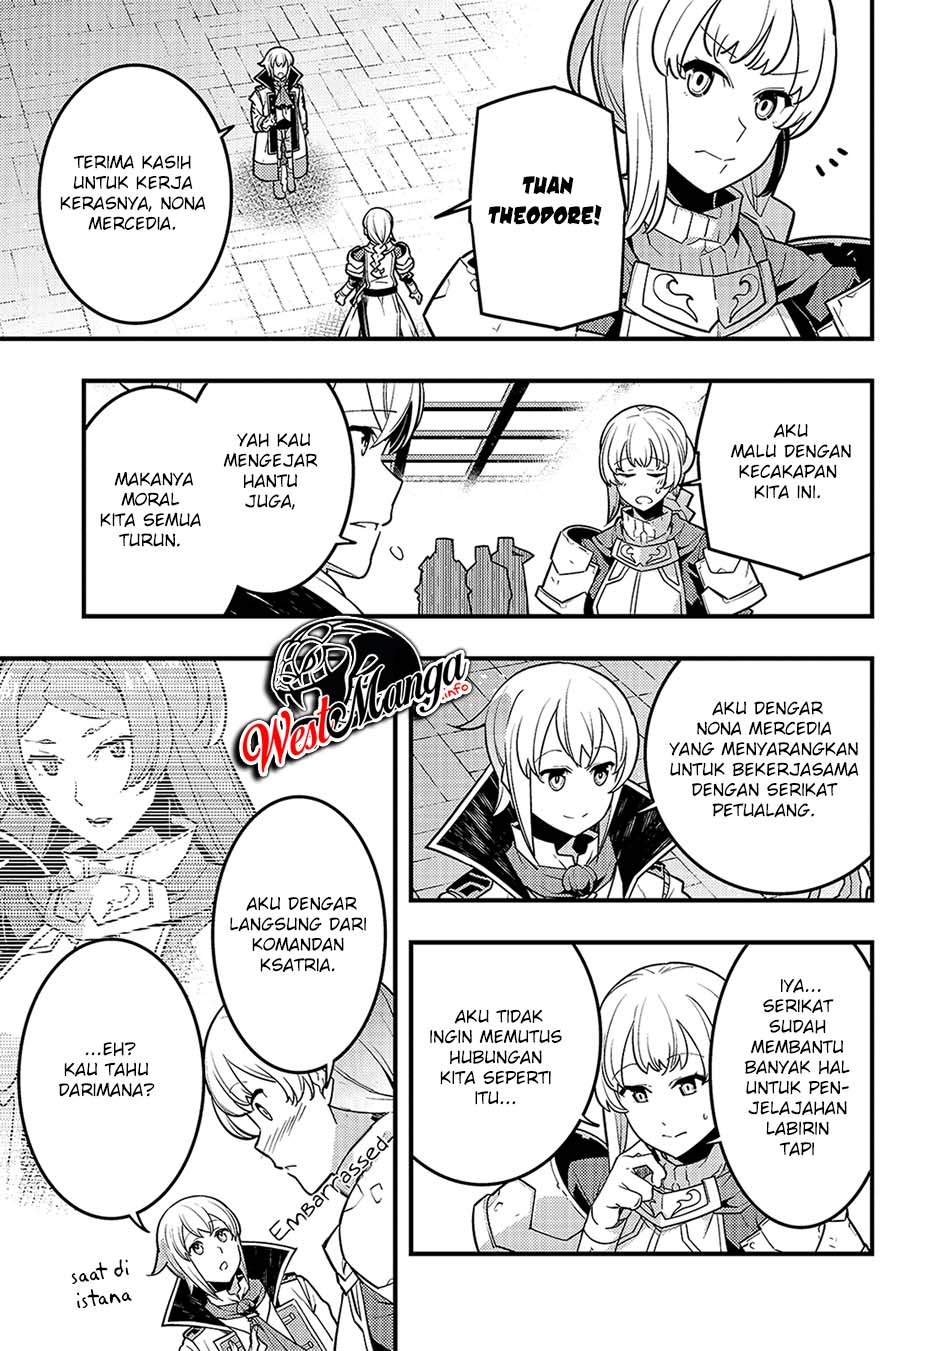 TUAN
THEODORE!
TERIMA KASIH
UNTUK KERJA
KERASNYA, NONA
MERCEDIA.
AKU
MALU DENGAN
KECAKAPAN
KITA INI.
YAH KAU
MENGEJAR
HANTU
JUGA,
MAKANYA
MORAL
KITA SEMUA
TURUN.
WestManga
.info
AKU DENGAR
NONA MERCEDIA
YANG MENYARANGKAN
UNTUK BEKERJASAMA
DENGAN SERIKAT
PETUALANG.
IYA...
SERIKAT
SUDAH
MEMBANTU
BANYAK HAL
UNTUK PEN-
JELAJAHAN
LABIRIN
TAPI
AKU TIDAK
INGIN MEMUTUS
HUBUNGAN
KITA SEPERTI
ITU...
AKU DENGAR
LANGSUNG DARI
KOMANDAN
KSATRIA.
...EH?
KAU TAHU
DARIMANA?
EMBARRASSED
saat di
istana